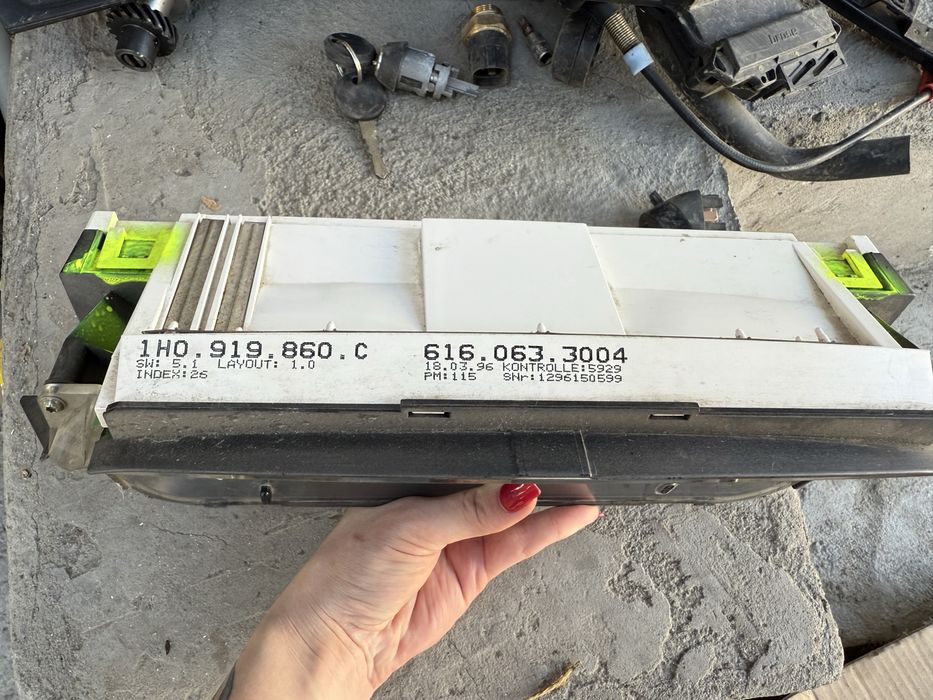 brose
1H0.919.860.C
SW: 5.1 LAYOUT: 1.0
INDEX:26
616.063.3004
18.03.96 KONTROLLE:5929
PM:115 SNr:1296150599